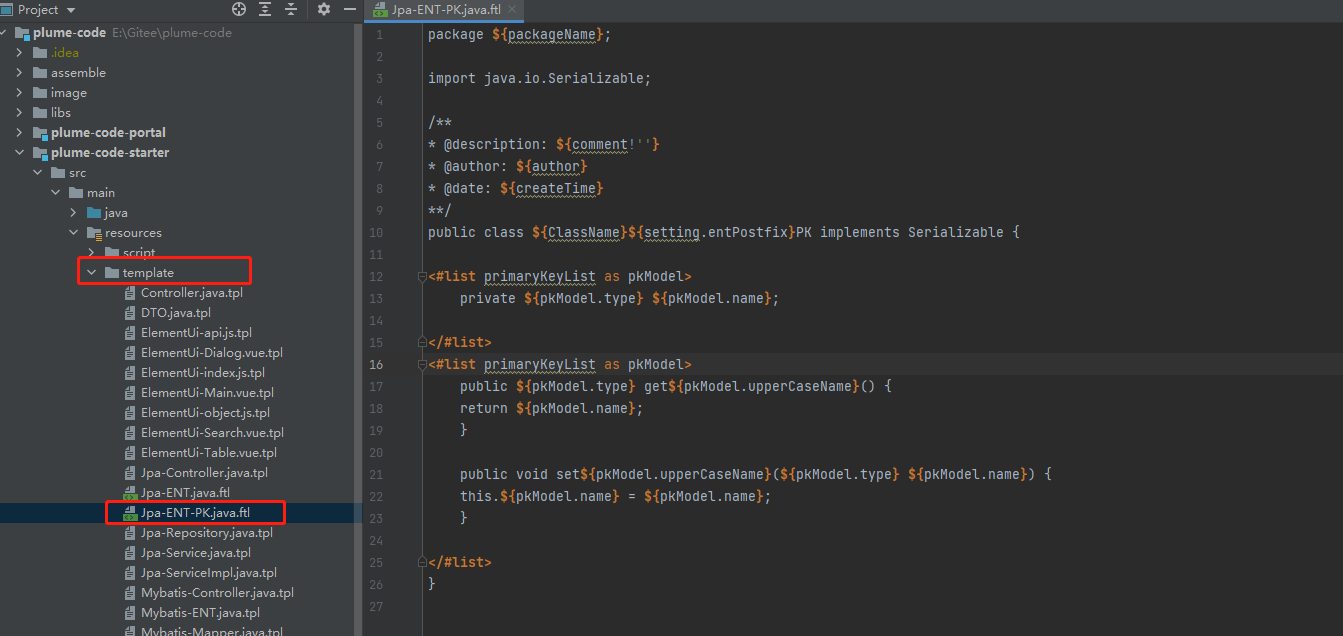 Project
plume-code E:\Gitee\plume-code
.idea
assemble
image
libs
plume-code-portal
plume-code-starter
src
main
java
resources
script
template
Controller.java.tpl
DTO.java.tpl
ElementUi-api.js.tpl
ElementUi-Dialog.vue.tpl
ElementUi-index.js.tpl
ElementUi-Main.vue.tpl
ElementUi-object.js.tpl
ElementUi-Search.vue.tpl
ElementUi-Table.vue.tpl
Jpa-Controller.java.tpl
Jpa-ENT.java.ftl
Jpa-ENT-PK.java.ftl
Jpa-Repository.java.tpl
Jpa-Service.java.tpl
Jpa-ServiceImpl.java.tpl
Mybatis-Controller.java.tpl
Mybatis-ENT.java.tpl
Mybatis-Mapper.java.tpl
Jpa-ENT-PK.java.ftl
1 package ${packageName};
2
3 import java.io.Serializable;
4
5 /**
6 * @description: ${comment!''}
7 * @author: ${author}
8 * @date: ${createTime}
9 **/
10 public class ${ClassName}${setting.entPostfix}PK implements Serializable {
11
12 <#list primaryKeyList as pkModel>
13 private ${pkModel.type} ${pkModel.name};
14
15 </#list>
16 <#list primaryKeyList as pkModel>
17 public ${pkModel.type} get${pkModel.upperCaseName}() {
18 return ${pkModel.name};
19 }
20
21 public void set${pkModel.upperCaseName}(${pkModel.type} ${pkModel.name}) {
22 this.${pkModel.name} = ${pkModel.name};
23 }
24
25 </#list>
26 }
27